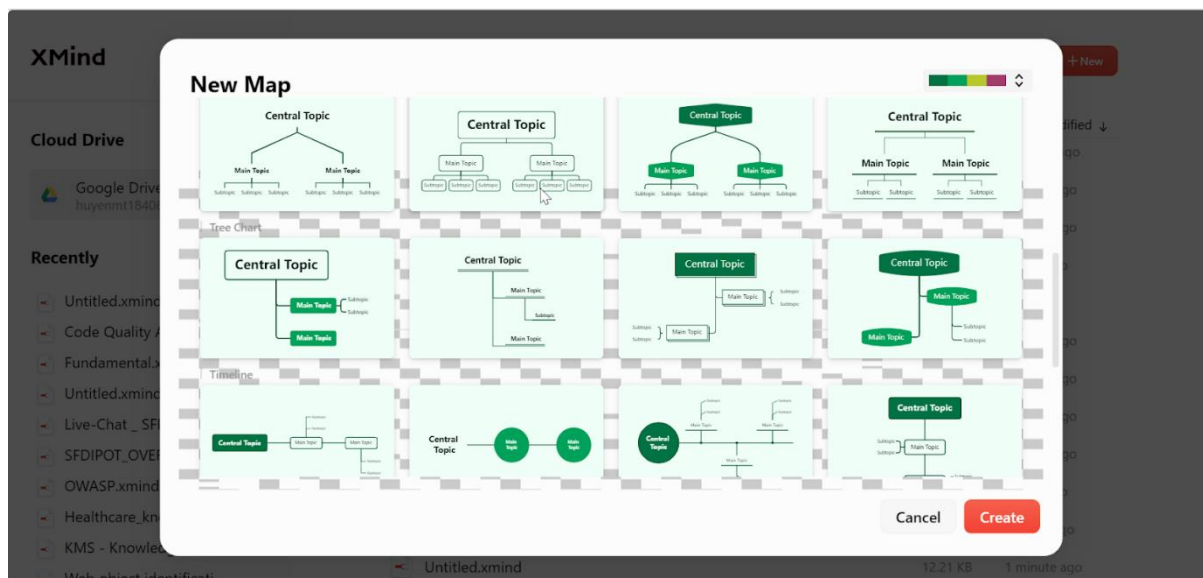 XMind
New Map
+ New
Cloud Drive
Google Drive
Recently
Untitled.xmind
Code Quality
Fundamental.x
Untitled.xmind
Live-Chat _ SF
SFDIPOT_OVE
OWASP.xmind
Healthcare_kn
KMS - Knowled
Central Topic
Main Topic Main Topic
Subtopic Subtopic Subtopic Subtopic Subtopic Subtopic
Central Topic
Main Topic Main Topic
Subtopic Subtopic Subtopic Subtopic Subtopic Subtopic
Central Topic
Main Topic Main Topic
Subtopic Subtopic Subtopic Subtopic Subtopic Subtopic
Central Topic
Main Topic Main Topic
Subtopic Subtopic Subtopic Subtopic
Tree Chart
Central Topic
Main Topic
Subtopic
Subtopic
Main Topic
Central Topic
Main Topic
Subtopic
Main Topic
Central Topic
Main Topic
Subtopic
Subtopic
Subtopic
Subtopic
Main Topic
Central Topic
Main Topic
Subtopic
Subtopic
Main Topic
Timeline
Central Topic
Main Topic
Main Topic
Central
Topic
Main
Topic
Main
Topic
Central
Topic
Main Topic
Main Topic
Main Topic
Central Topic
Subtopic
Subtopic
Main Topic
Cancel
Create
Untitled.xmind 12.21 KB 1 minute ago